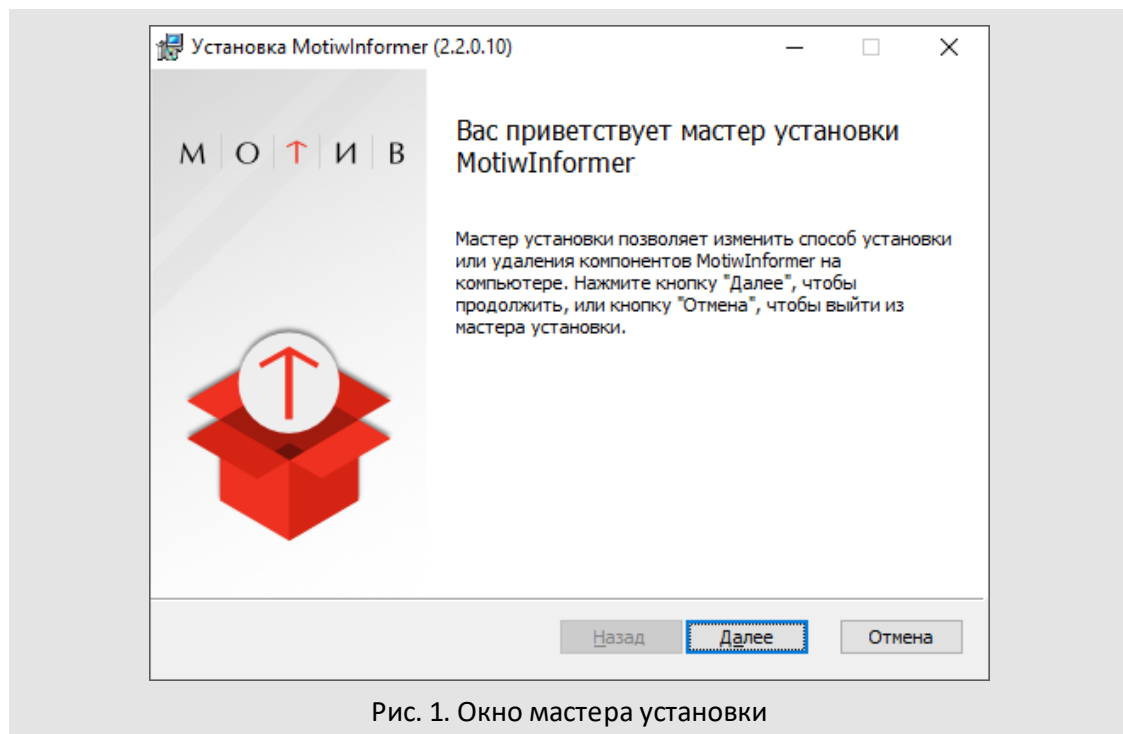 Установка MotiwInformer (2.2.0.10)
М О Т И В
Вас приветствует мастер установки
MotiwInformer
Мастер установки позволяет изменить способ установки
или удаления компонентов MotiwInformer на
компьютере. Нажмите кнопку "Далее", чтобы
продолжить, или кнопку "Отмена", чтобы выйти из
мастера установки.
Назад Далее Отмена
Рис. 1. Окно мастера установки